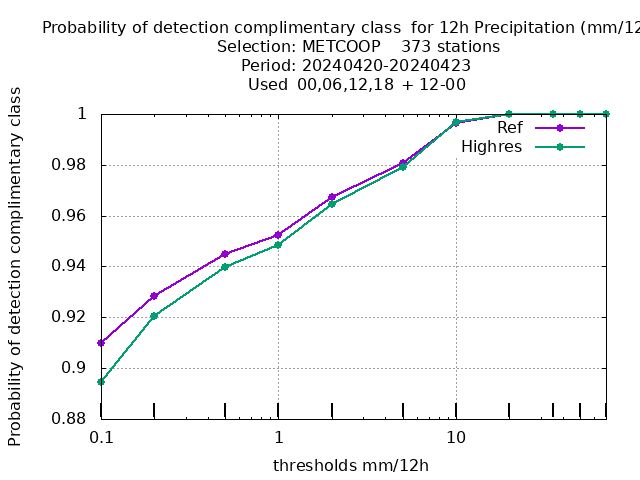 Probability of detection complimentary class for 12h Precipitation (mm/12
Selection: METCOOP 373 stations
Period: 20240420-20240423
Used 00,06,12,18 + 12-00
Probability of detection complimentary class
1
0.98
0.96
0.94
0.92
0.9
0.88
Ref
Highres
0.1
1
10
thresholds mm/12h